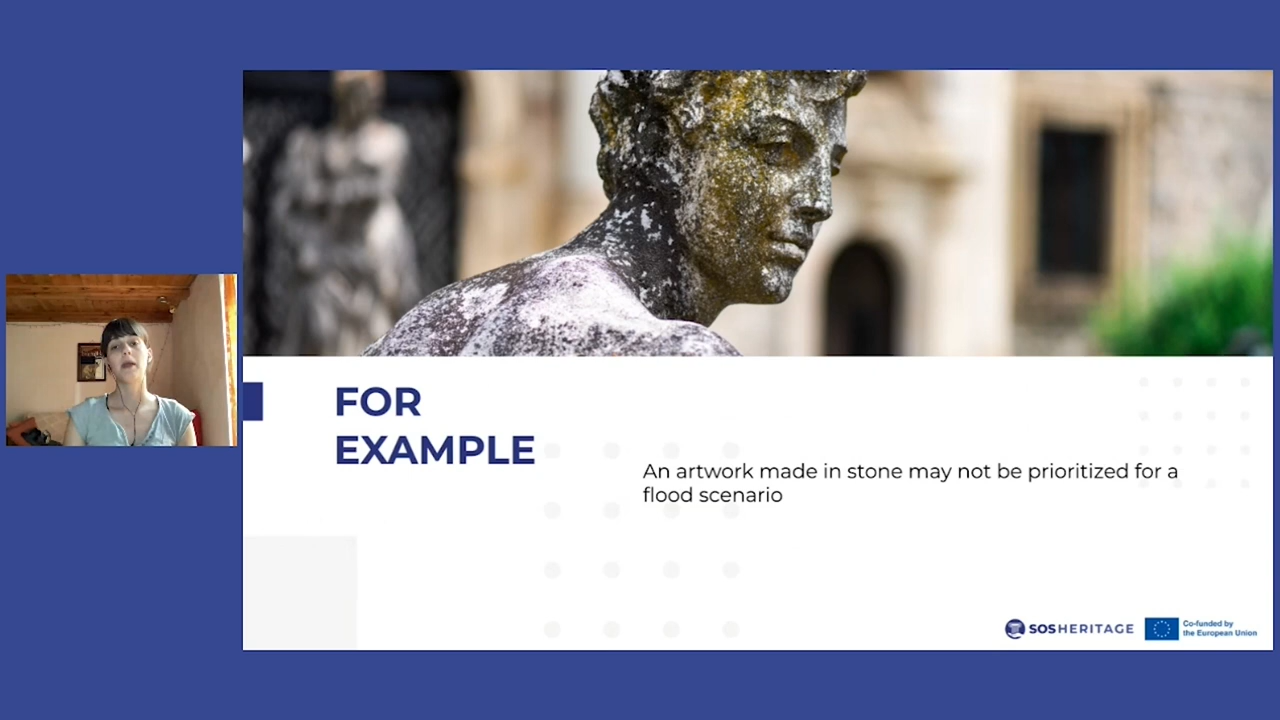 FOR
EXAMPLE
An artwork made in stone may not be prioritized for a
flood scenario
SOSHERITAGE
Co-funded by
the European Union